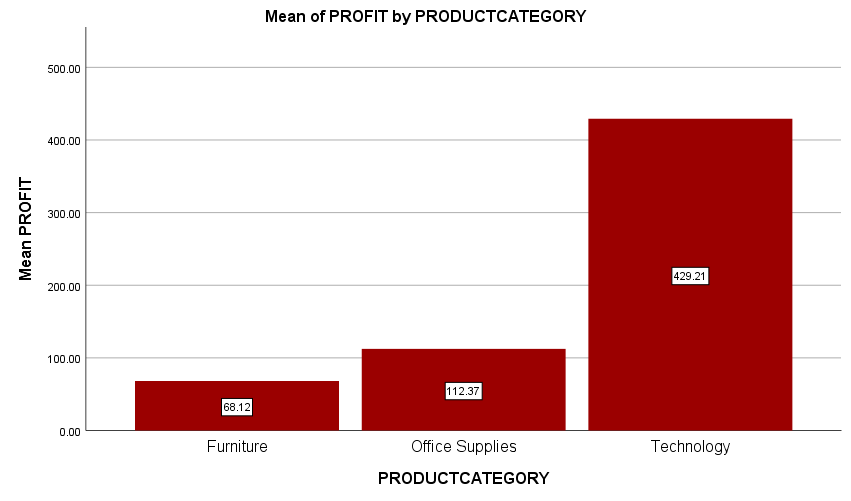 Mean of PROFIT by PRODUCTCATEGORY
500.00
400.00
300.00
200.00
100.00
0.00
Mean PROFIT
68.12
112.37
429.21
Furniture
Office Supplies
Technology
PRODUCTCATEGORY